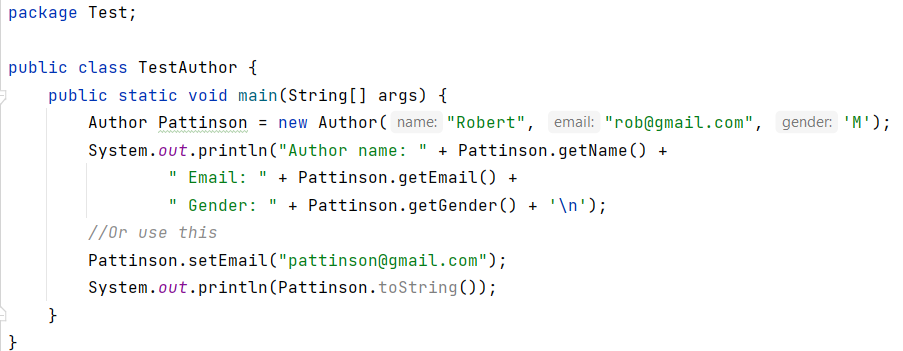 package Test;
public class TestAuthor {
    public static void main(String[] args) {
        Author Pattinson = new Author( name: "Robert", email: "rob@gmail.com", gender: 'M');
        System.out.println("Author name: " + Pattinson.getName() +
                " Email: " + Pattinson.getEmail() +
                " Gender: " + Pattinson.getGender() + '\n');
        //Or use this
        Pattinson.setEmail("pattinson@gmail.com");
        System.out.println(Pattinson.toString());
    }
}